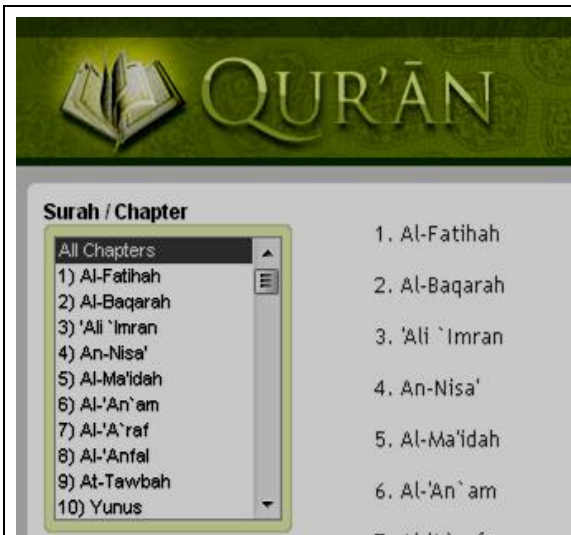 QUR'ĀN
Surah / Chapter
All Chapters
1) Al-Fatihah
2) Al-Baqarah
3) 'Ali `Imran
4) An-Nisa'
5) Al-Ma'idah
6) Al-'An`am
7) Al-'A`raf
8) Al-'Anfal
9) At-Tawbah
10) Yunus
1. Al-Fatihah
2. Al-Baqarah
3. 'Ali `Imran
4. An-Nisa'
5. Al-Ma'idah
6. Al-'An`am